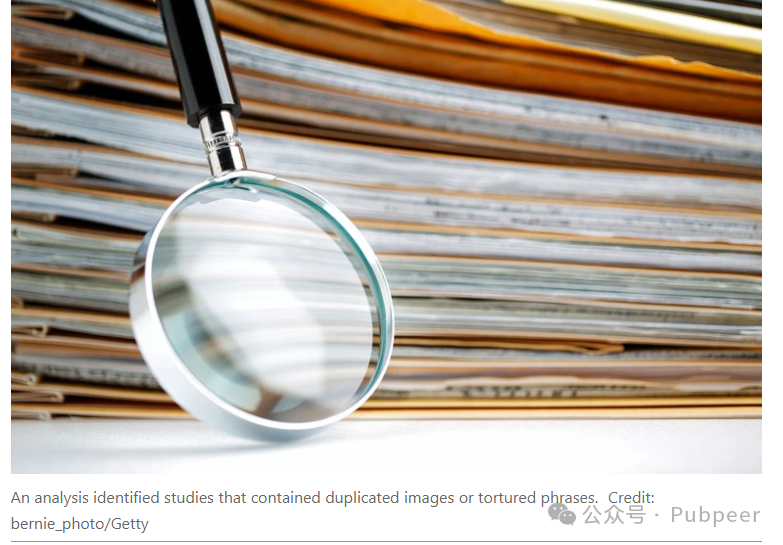 An analysis identified studies that contained duplicated images or tortured phrases.  Credit:
bernie_photo/Getty
公众号 · Pubpeer